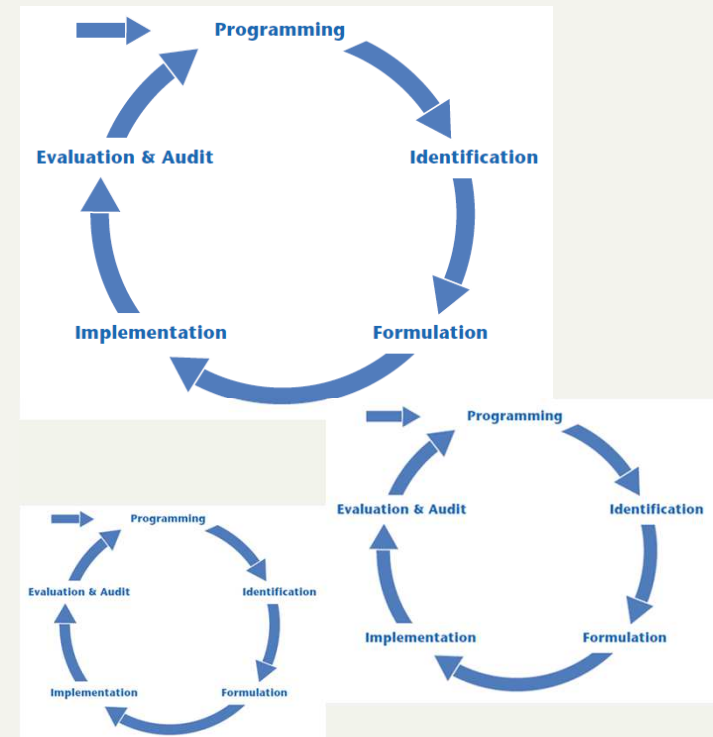 Programming
Evaluation & Audit
Identification
Implementation
Formulation
Programming
Evaluation & Audit
Identification
Implementation
Formulation
Programming
Evaluation & Audit
Identification
Implementation
Formulation